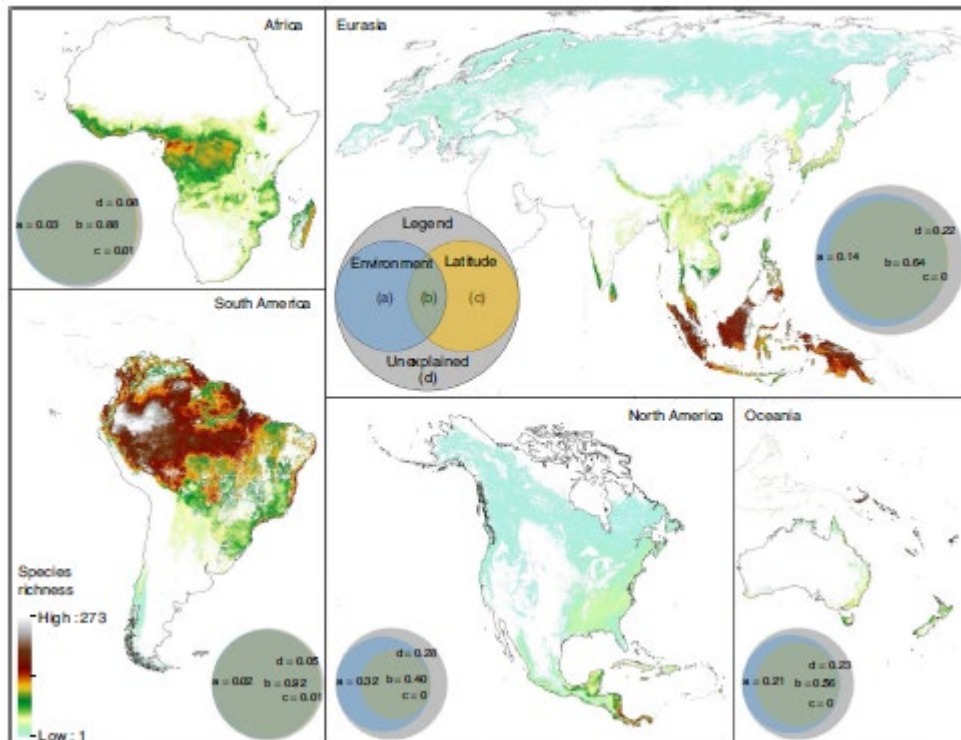 Africa
d = 0.08
a = 0.03
b = 0.88
c = 0.01
Eurasia
Legend
Environment
Latitude
(a)
(b)
(c)
Unexplained
(d)
d = 0.22
a = 0.14
b = 0.64
c = 0
South America
Species
richness
High : 273
Low : 1
d = 0.05
a = 0.02
b = 0.92
c = 0.01
North America
d = 0.28
a = 0.32
b = 0.40
c = 0
Oceania
d = 0.23
a = 0.21
b = 0.56
c = 0